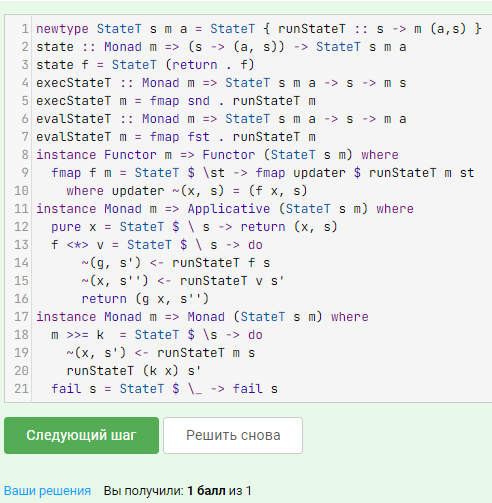 1 newtype StateT s m a = StateT { runStateT :: s -> m (a,s) }
2 state :: Monad m => (s -> (a, s)) -> StateT s m a
3 state f = StateT (return . f)
4 execStateT :: Monad m => StateT s m a -> s -> m s
5 execStateT m = fmap snd . runStateT m
6 evalStateT :: Monad m => StateT s m a -> s -> m a
7 evalStateT m = fmap fst . runStateT m
8 instance Functor m => Functor (StateT s m) where
9   fmap f m = StateT $ \st -> fmap updater $ runStateT m st
10     where updater ~(x, s) = (f x, s)
11 instance Monad m => Applicative (StateT s m) where
12   pure x = StateT $ \ s -> return (x, s)
13   f <*> v = StateT $ \ s -> do
14       ~(g, s') <- runStateT f s
15       ~(x, s'') <- runStateT v s'
16       return (g x, s'')
17 instance Monad m => Monad (StateT s m) where
18   m >>= k  = StateT $ \s -> do
19     ~(x, s') <- runStateT m s
20     runStateT (k x) s'
21   fail s = StateT $ \_ -> fail s
Следующий шаг Решить снова
Ваши решения Вы получили: 1 балл из 1